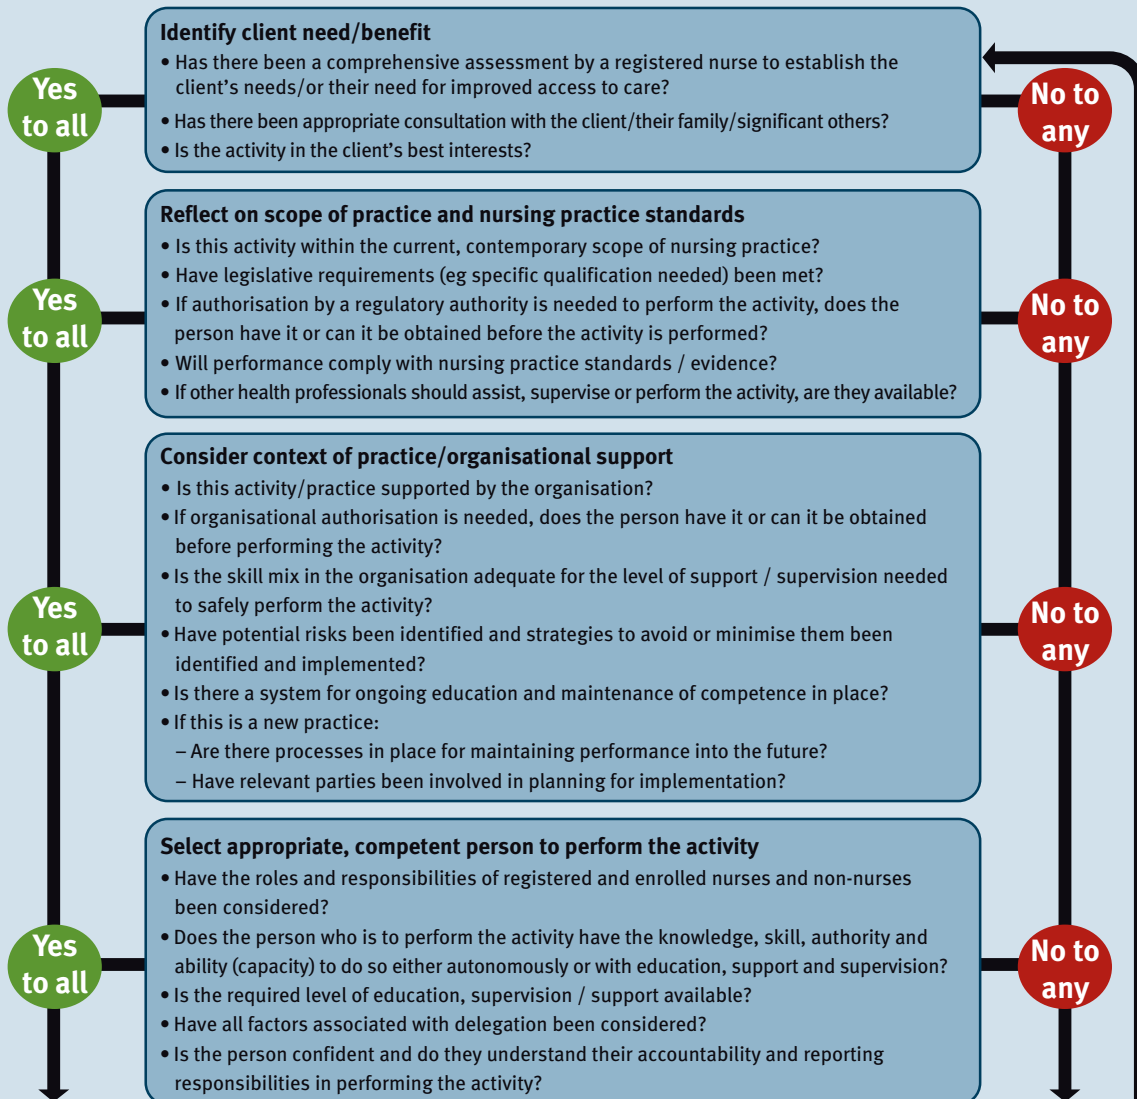 Identify client need/benefit
• Has there been a comprehensive assessment by a registered nurse to establish the
client's needs/or their need for improved access to care?
• Has there been appropriate consultation with the client/their family/significant others?
• Is the activity in the client's best interests?
Yes
to all
No to
any
Reflect on scope of practice and nursing practice standards
• Is this activity within the current, contemporary scope of nursing practice?
• Have legislative requirements (eg specific qualification needed) been met?
• If authorisation by a regulatory authority is needed to perform the activity, does the
person have it or can it be obtained before the activity is performed?
• Will performance comply with nursing practice standards / evidence?
• If other health professionals should assist, supervise or perform the activity, are they available?
Yes
to all
No to
any
Consider context of practice/organisational support
• Is this activity/practice supported by the organisation?
• If organisational authorisation is needed, does the person have it or can it be obtained
before performing the activity?
• Is the skill mix in the organisation adequate for the level of support / supervision needed
to safely perform the activity?
• Have potential risks been identified and strategies to avoid or minimise them been
identified and implemented?
• Is there a system for ongoing education and maintenance of competence in place?
• If this is a new practice:
– Are there processes in place for maintaining performance into the future?
– Have relevant parties been involved in planning for implementation?
Yes
to all
No to
any
Select appropriate, competent person to perform the activity
• Have the roles and responsibilities of registered and enrolled nurses and non-nurses
been considered?
• Does the person who is to perform the activity have the knowledge, skill, authority and
ability (capacity) to do so either autonomously or with education, support and supervision?
• Is the required level of education, supervision / support available?
• Have all factors associated with delegation been considered?
• Is the person confident and do they understand their accountability and reporting
responsibilities in performing the activity?
Yes
to all
No to
any